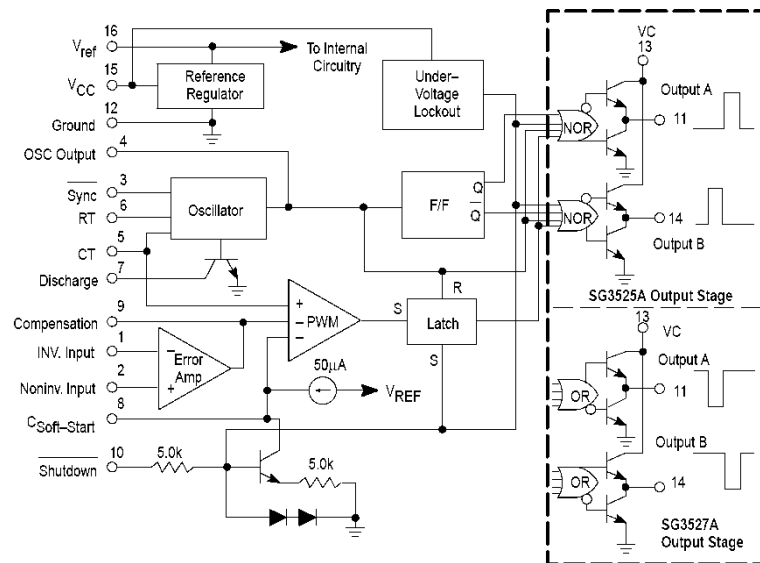 16
Vref
To Internal
Circuitry
15
VCC
Reference
Regulator
Under–
Voltage
Lockout
12
Ground
4
OSC Output
3
Sync
6
RT
Oscillator
5
CT
7
Discharge
F/F
Q
Q
NOR
NOR
VC
13
Output A
11
14
Output B
SG3525A Output Stage
9
Compensation
1
INV. Input
2
Noninv. Input
8
CSoft–Start
10
Shutdown
+
–
–
PWM
S
R
Latch
S
–
Error
Amp
+
50µA
VREF
5.0k
5.0k
13
VC
Output A
11
OR
Output B
14
OR
SG3527A
Output Stage